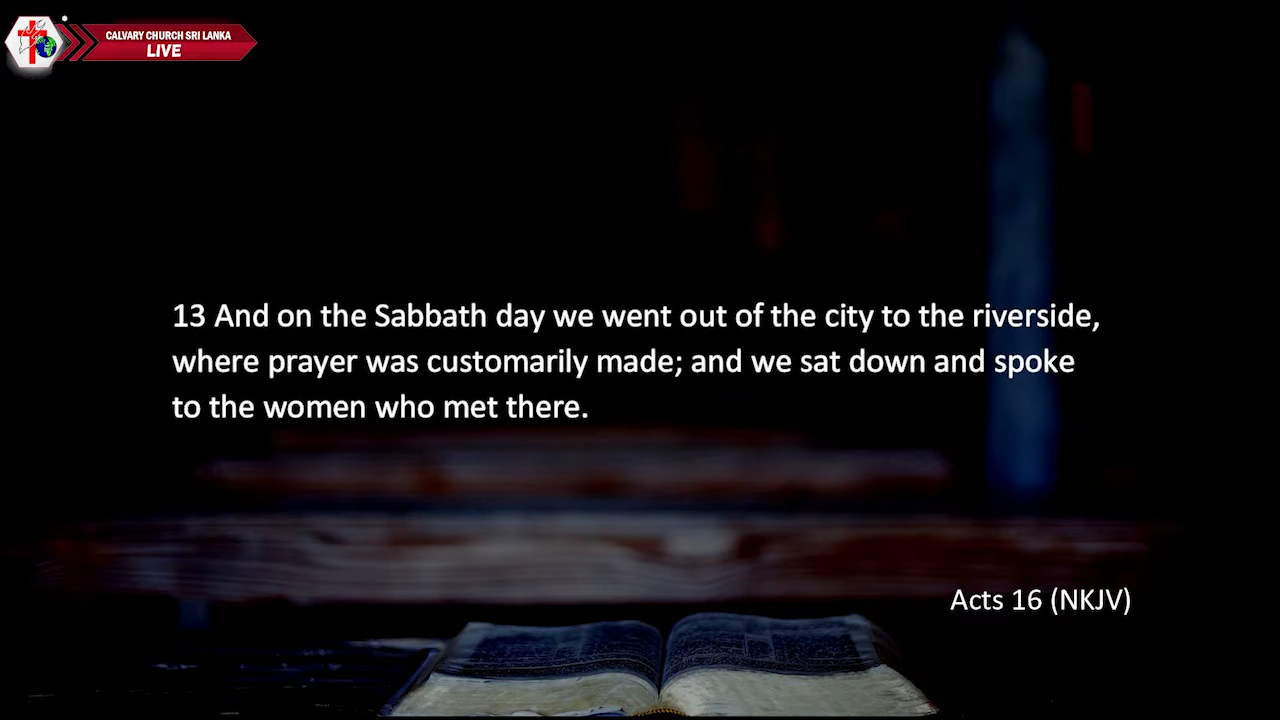 CALVARY CHURCH SRI LANKA
LIVE
13 And on the Sabbath day we went out of the city to the riverside,
where prayer was customarily made; and we sat down and spoke
to the women who met there.
Acts 16 (NKJV)